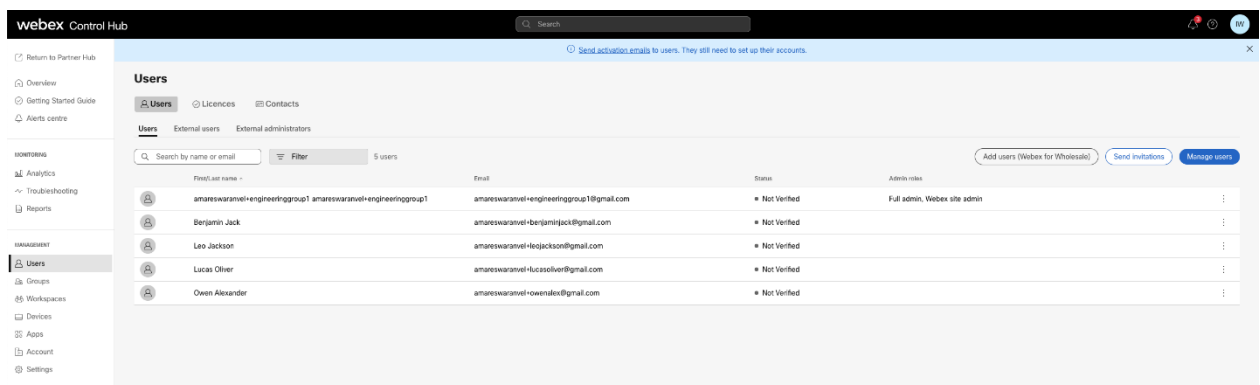 webex Control Hub
Search
IW
Return to Partner Hub
Send activation emails to users. They still need to set up their accounts.
Overview
Getting Started Guide
Alerts centre
MONITORING
Analytics
Troubleshooting
Reports
MANAGEMENT
Users
Groups
Workspaces
Devices
Apps
Account
Settings
Users
Users Licences Contacts
Users External users External administrators
Search by name or email Filter 5 users Add users (Webex for Wholesale) Send invitations Manage users
First/Last name Email Status Admin roles
amareswaranvel+engineeringgroup1 amareswaranvel+engineeringgroup1 amareswaranvel+engineeringgroup1@gmail.com Not Verified Full admin, Webex site admin
Benjamin Jack amareswaranvel+benjaminjack@gmail.com Not Verified
Leo Jackson amareswaranvel+leojackson@gmail.com Not Verified
Lucas Oliver amareswaranvel+lucasoliver@gmail.com Not Verified
Owen Alexander amareswaranvel+owenalex@gmail.com Not Verified